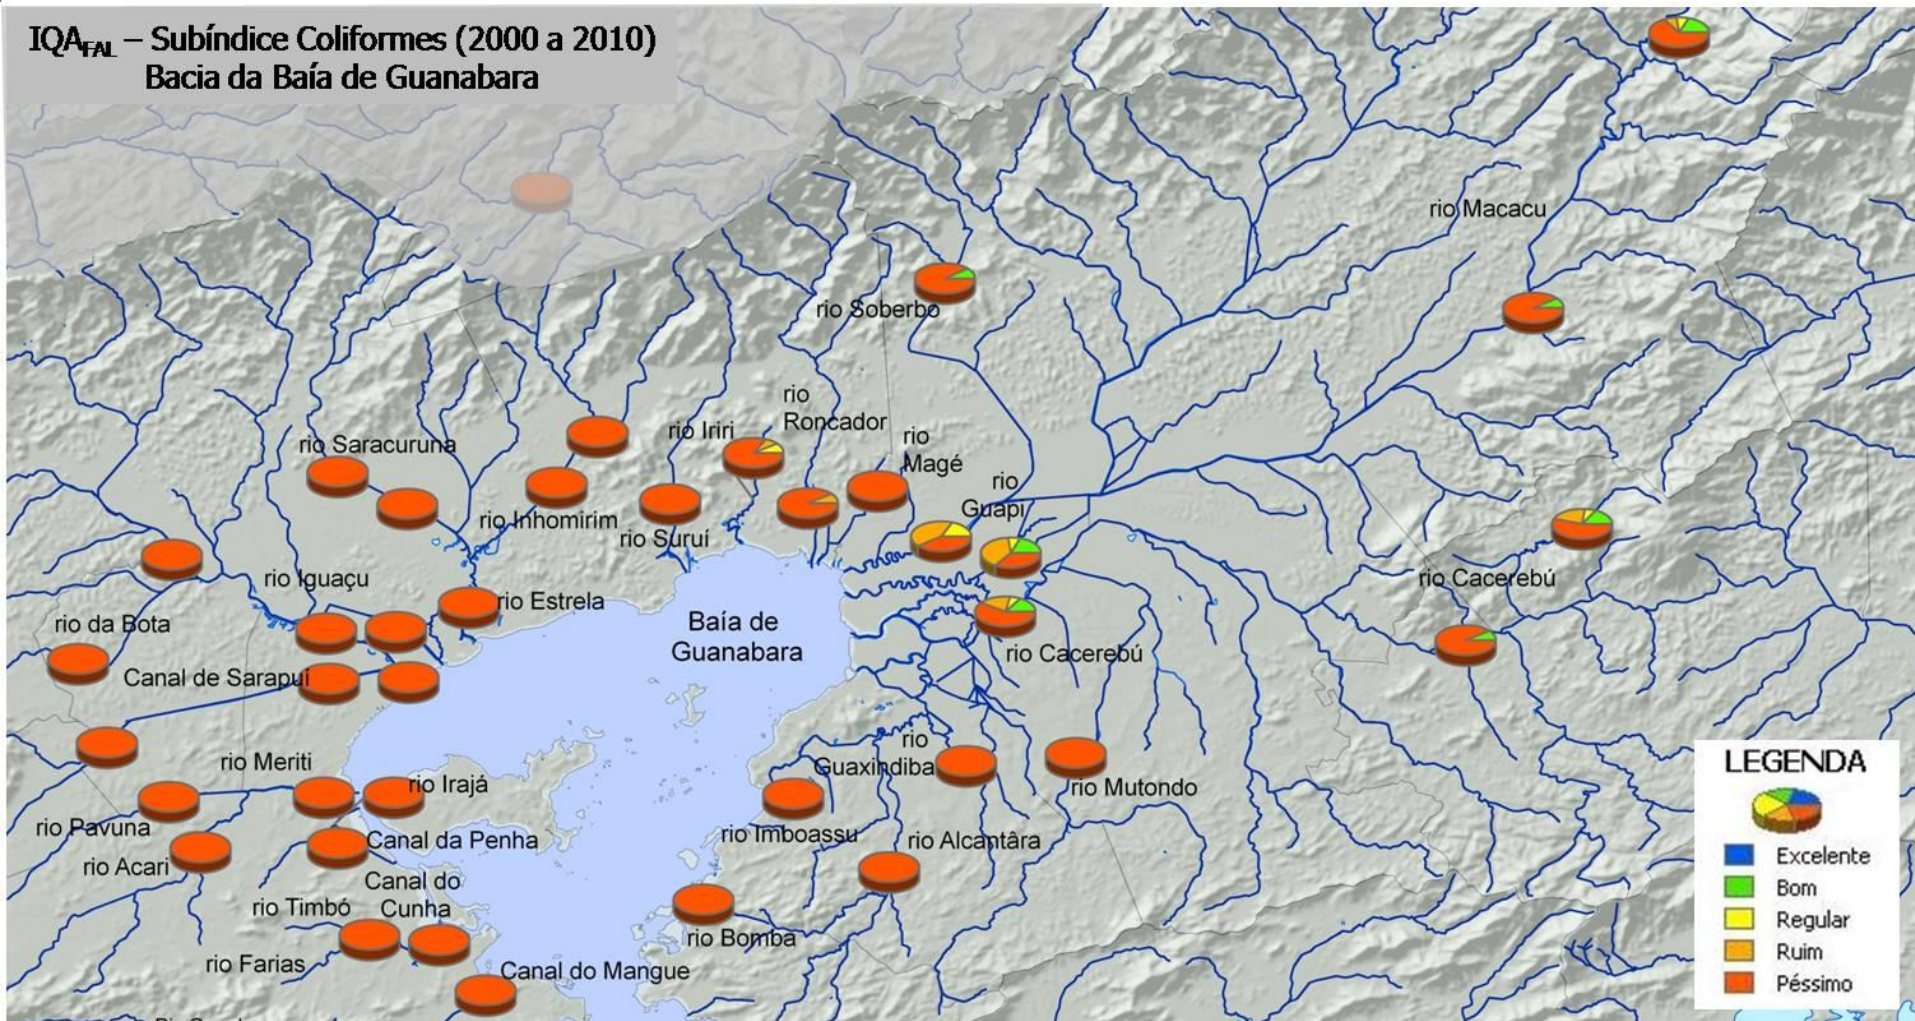 IQAFAL – Subíndice Coliformes (2000 a 2010)
Bacia da Baía de Guanabara
rio Macacu
rio Soberbo
rio
Roncador
rio Iriri
rio
Magé
rio Saracuruna
rio
Guapi
rio Inhomirim
rio Suruí
rio Iguaçu
rio Cacerebú
rio Estrela
rio da Bota
Baía de
Guanabara
rio Cacerebú
Canal de Sarapuí
rio
Guaxindiba
rio Meriti
rio Irajá
rio Mutondo
rio Pavuna
rio Imboassu
Canal da Penha
rio Alcantâra
rio Acari
Canal do
Cunha
rio Timbó
rio Bomba
rio Farias
Canal do Mangue
LEGENDA
Excelente
Bom
Regular
Ruim
Péssimo